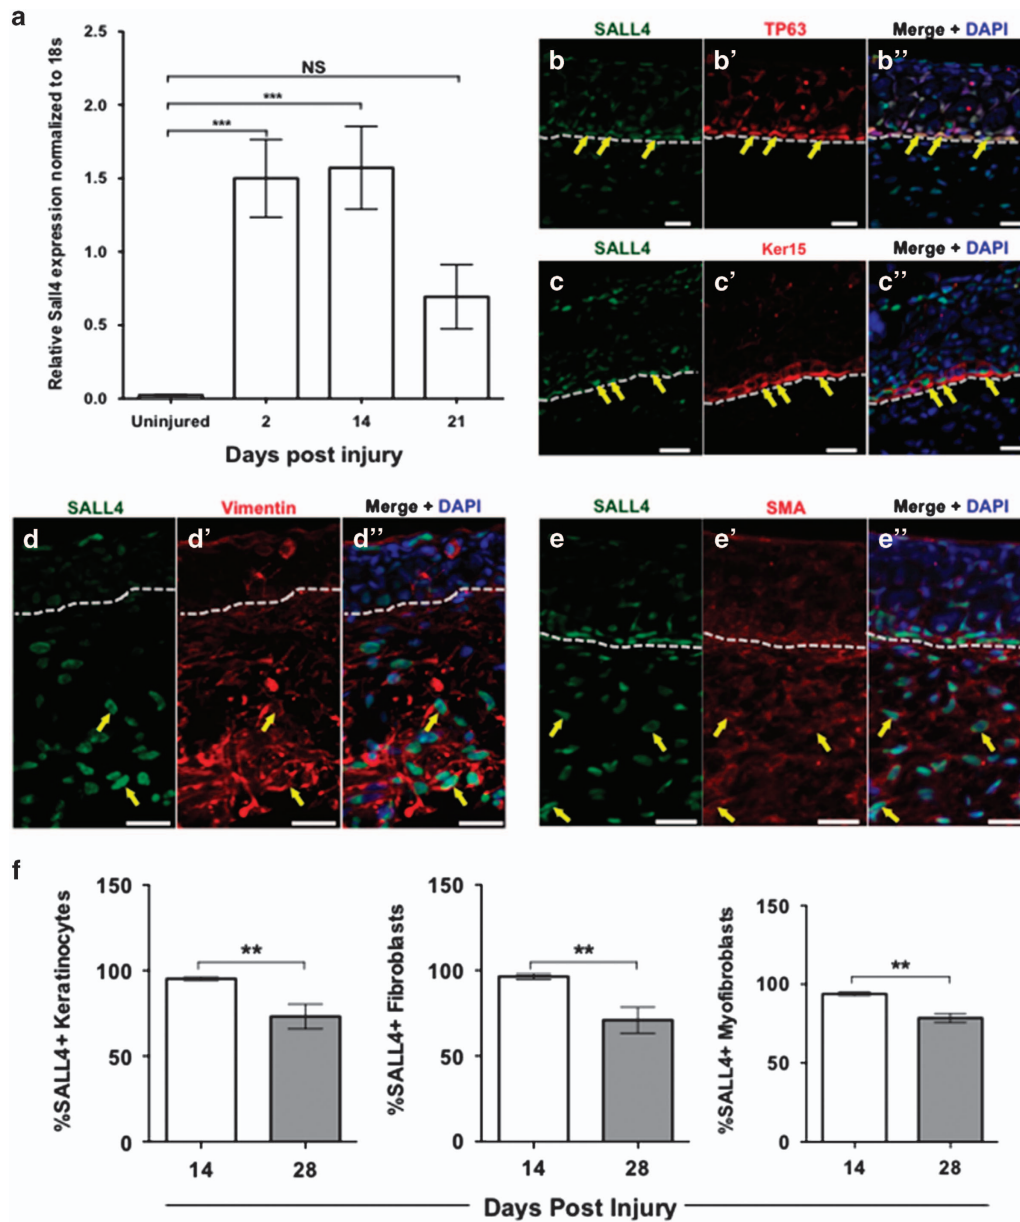 a
Relative Sall4 expression normalized to 18s
2.5
2.0
1.5
1.0
0.5
0.0
NS
***
***
Uninjured 2 14 21
Days post injury
SALL4 TP63 Merge + DAPI
b b’ b’’
SALL4 Ker15 Merge + DAPI
c c’ c’’
SALL4 Vimentin Merge + DAPI
d d’ d’’
SALL4 SMA Merge + DAPI
e e’ e’’
f
%SALL4+ Keratinocytes
150
100
50
0
**
14 28
%SALL4+ Fibroblasts
150
100
50
0
**
14 28
%SALL4+ Myofibroblasts
150
100
50
0
**
14 28
Days Post Injury